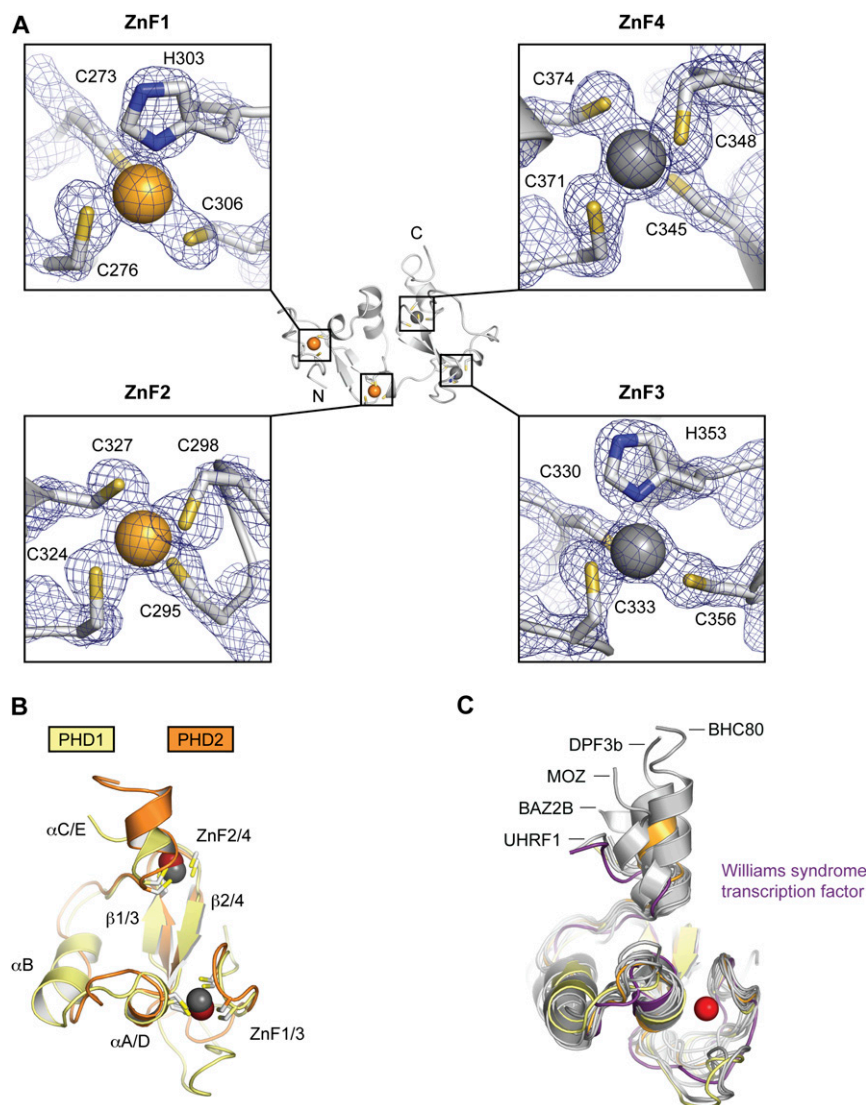 A
ZnF1
C273
H303
C306
C276
ZnF4
C374
C348
C371
C345
C
N
ZnF2
C327
C298
C324
C295
ZnF3
H353
C330
C333
C356
B
PHD1
PHD2
αC/E
ZnF2/4
β1/3
β2/4
αB
αA/D
ZnF1/3
C
BHC80
DPF3b
MOZ
BAZ2B
UHRF1
Williams syndrome
transcription factor